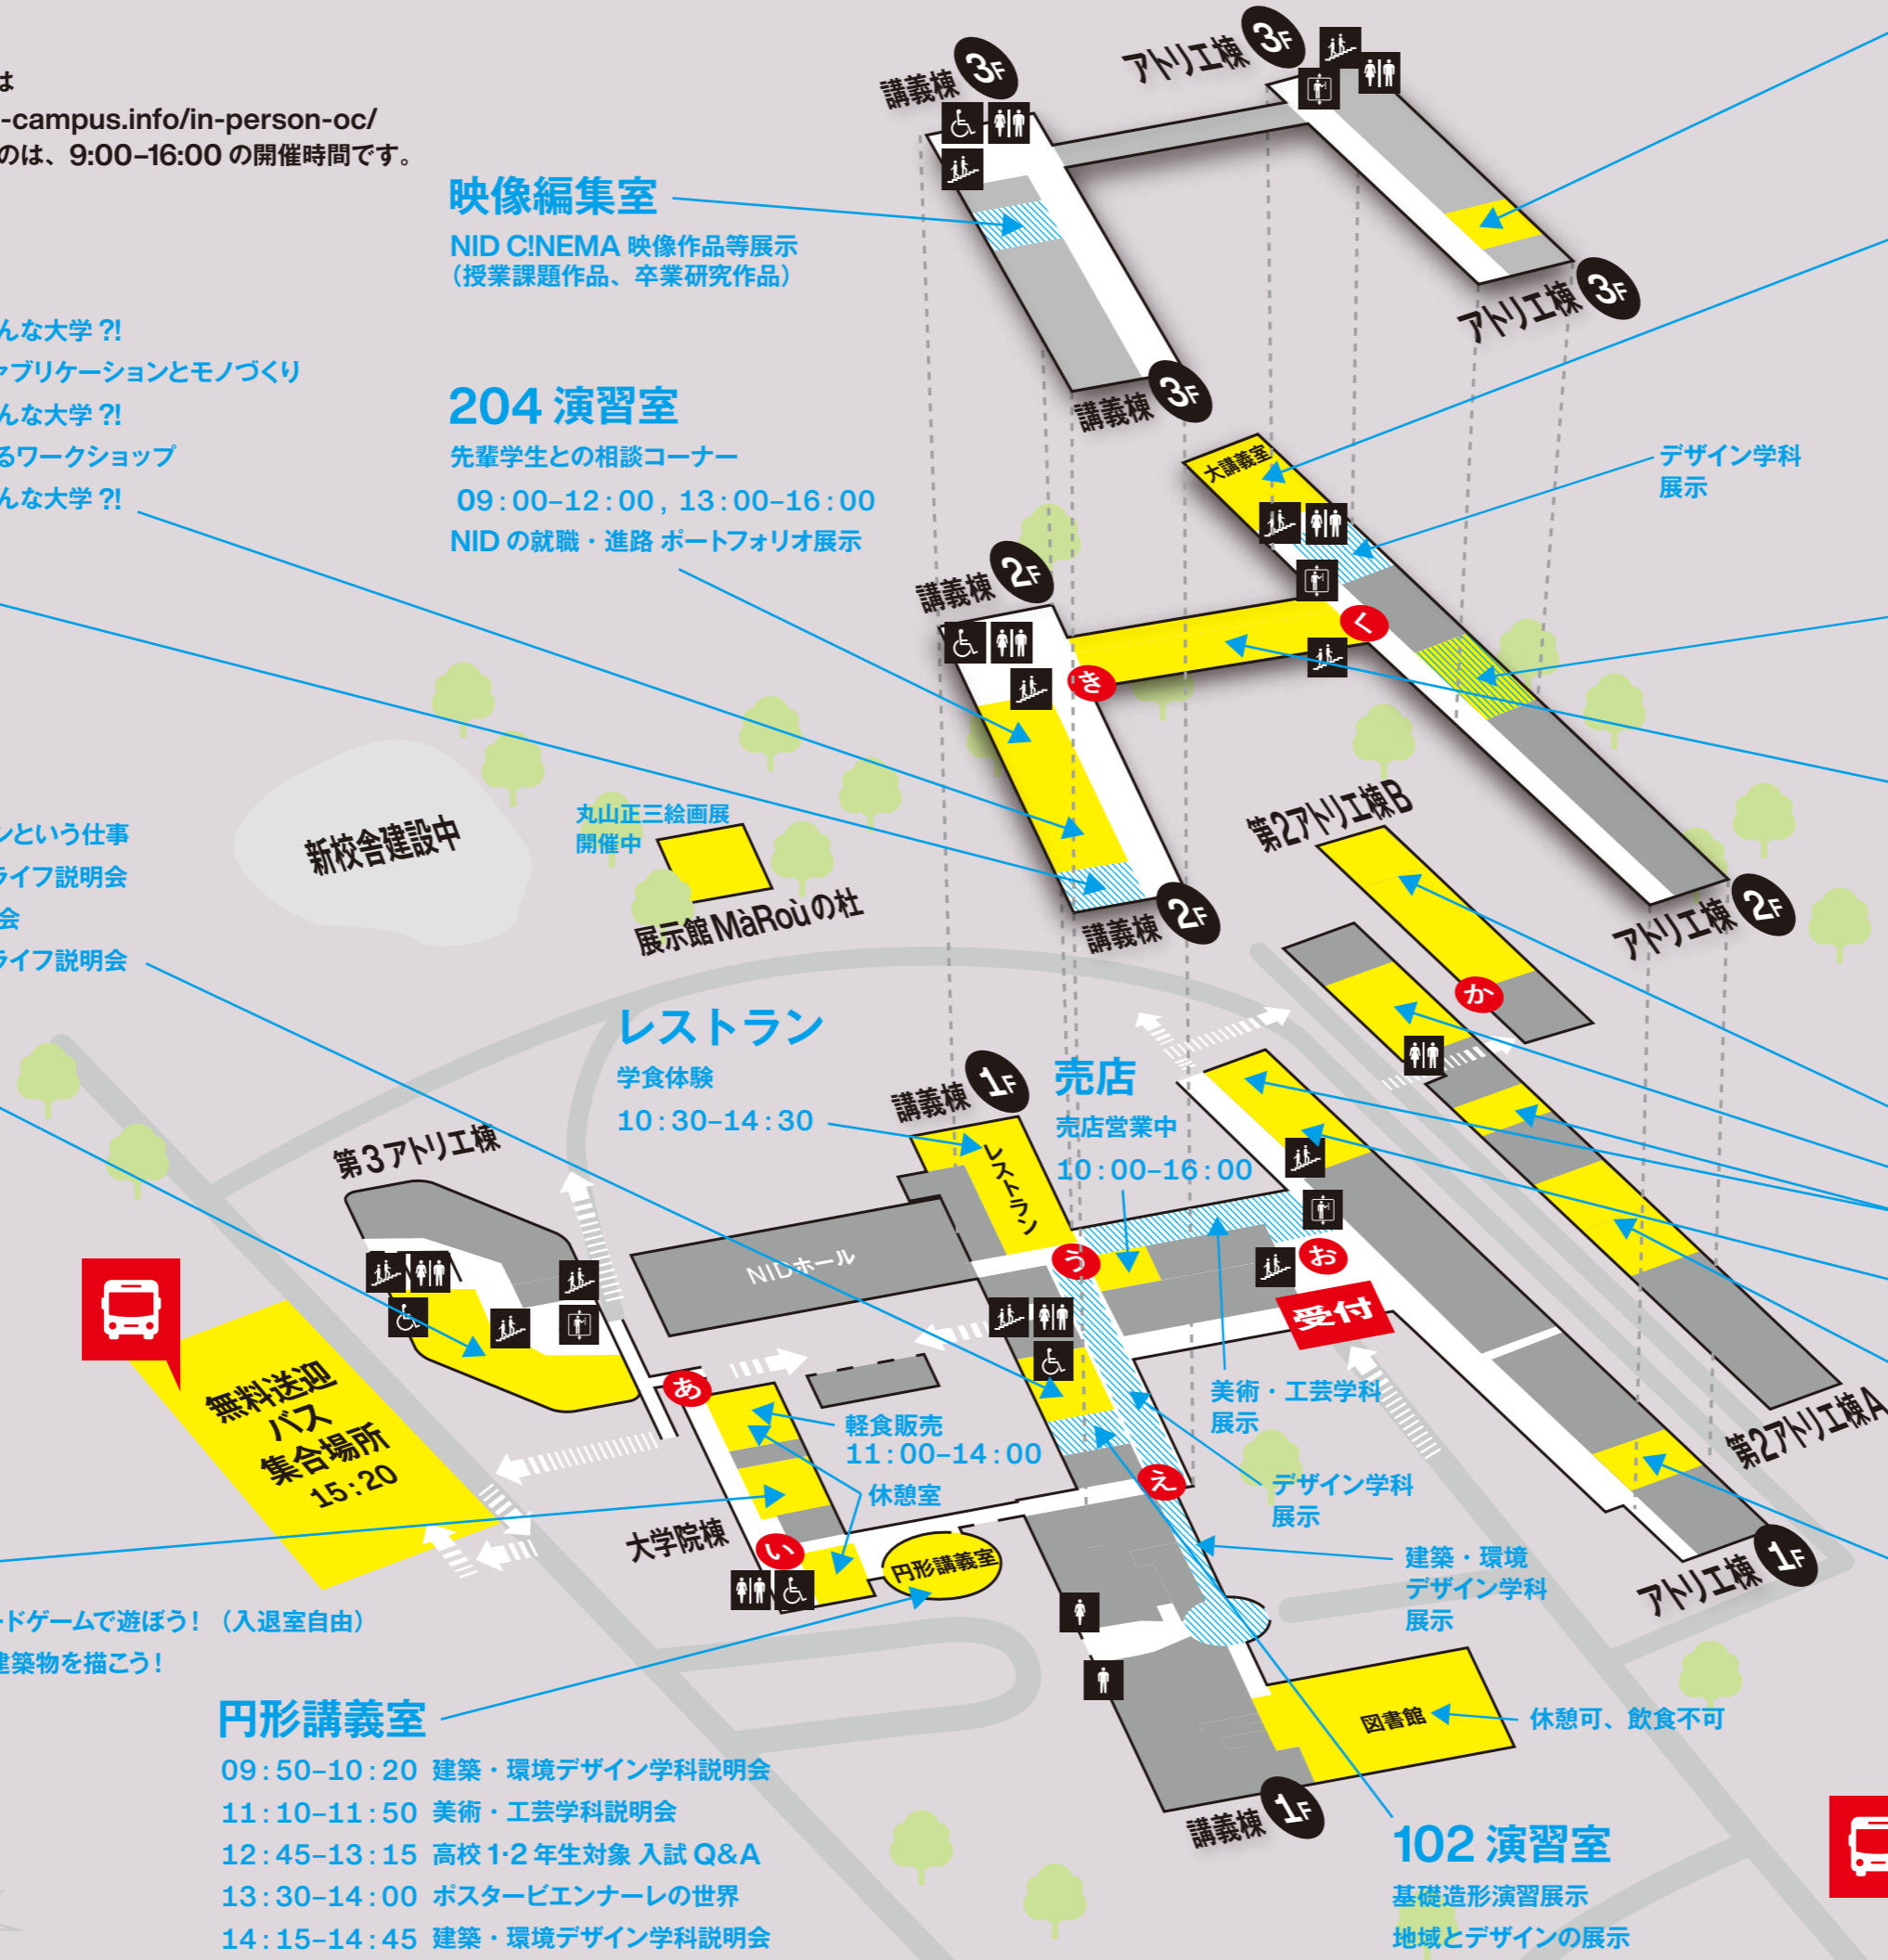 は
-campus.info/in-person-oc/
のは、9:00–16:00 の開催時間です。
講義棟 3F
アトリエ棟 3F
映像編集室
NID C!NEMA 映像作品等展示
（授業課題作品、卒業研究作品）
アトリエ棟 3F
んな大学 ?!
ァブリケーションとモノづくり
んな大学 ?!
るワークショップ
んな大学 ?!
204 演習室
先輩学生との相談コーナー
09:00–12:00 , 13:00–16:00
NID の就職・進路 ポートフォリオ展示
講義棟 3F
大講義室
デザイン学科
展示
講義棟 2F
く
き
新校舎建設中
丸山正三絵画展
開催中
展示館MàRoùの杜
講義棟 2F
第2アトリエ棟B
アトリエ棟 2F
か
ンという仕事
ライフ説明会
会
ライフ説明会
レストラン
学食体験
10:30–14:30
講義棟 1F
レストラン
売店
売店営業中
10:00–16:00
第3アトリエ棟
NIDホール
う
お
受付
無料送迎
バス
集合場所
15:20
あ
軽食販売
11:00–14:00
休憩室
美術・工芸学科
展示
第2アトリエ棟A
え
デザイン学科
展示
大学院棟
い
円形講義室
建築・環境
デザイン学科
展示
アトリエ棟 1F
ードゲームで遊ぼう！（入退室自由）
建築物を描こう！
図書館
休憩可、飲食不可
円形講義室
09:50–10:20 建築・環境デザイン学科説明会
11:10–11:50 美術・工芸学科説明会
12:45–13:15 高校 1・2 年生対象 入試 Q&A
13:30–14:00 ポスタービエンナーレの世界
14:15–14:45 建築・環境デザイン学科説明会
講義棟 1F
102 演習室
基礎造形演習展示
地域とデザインの展示